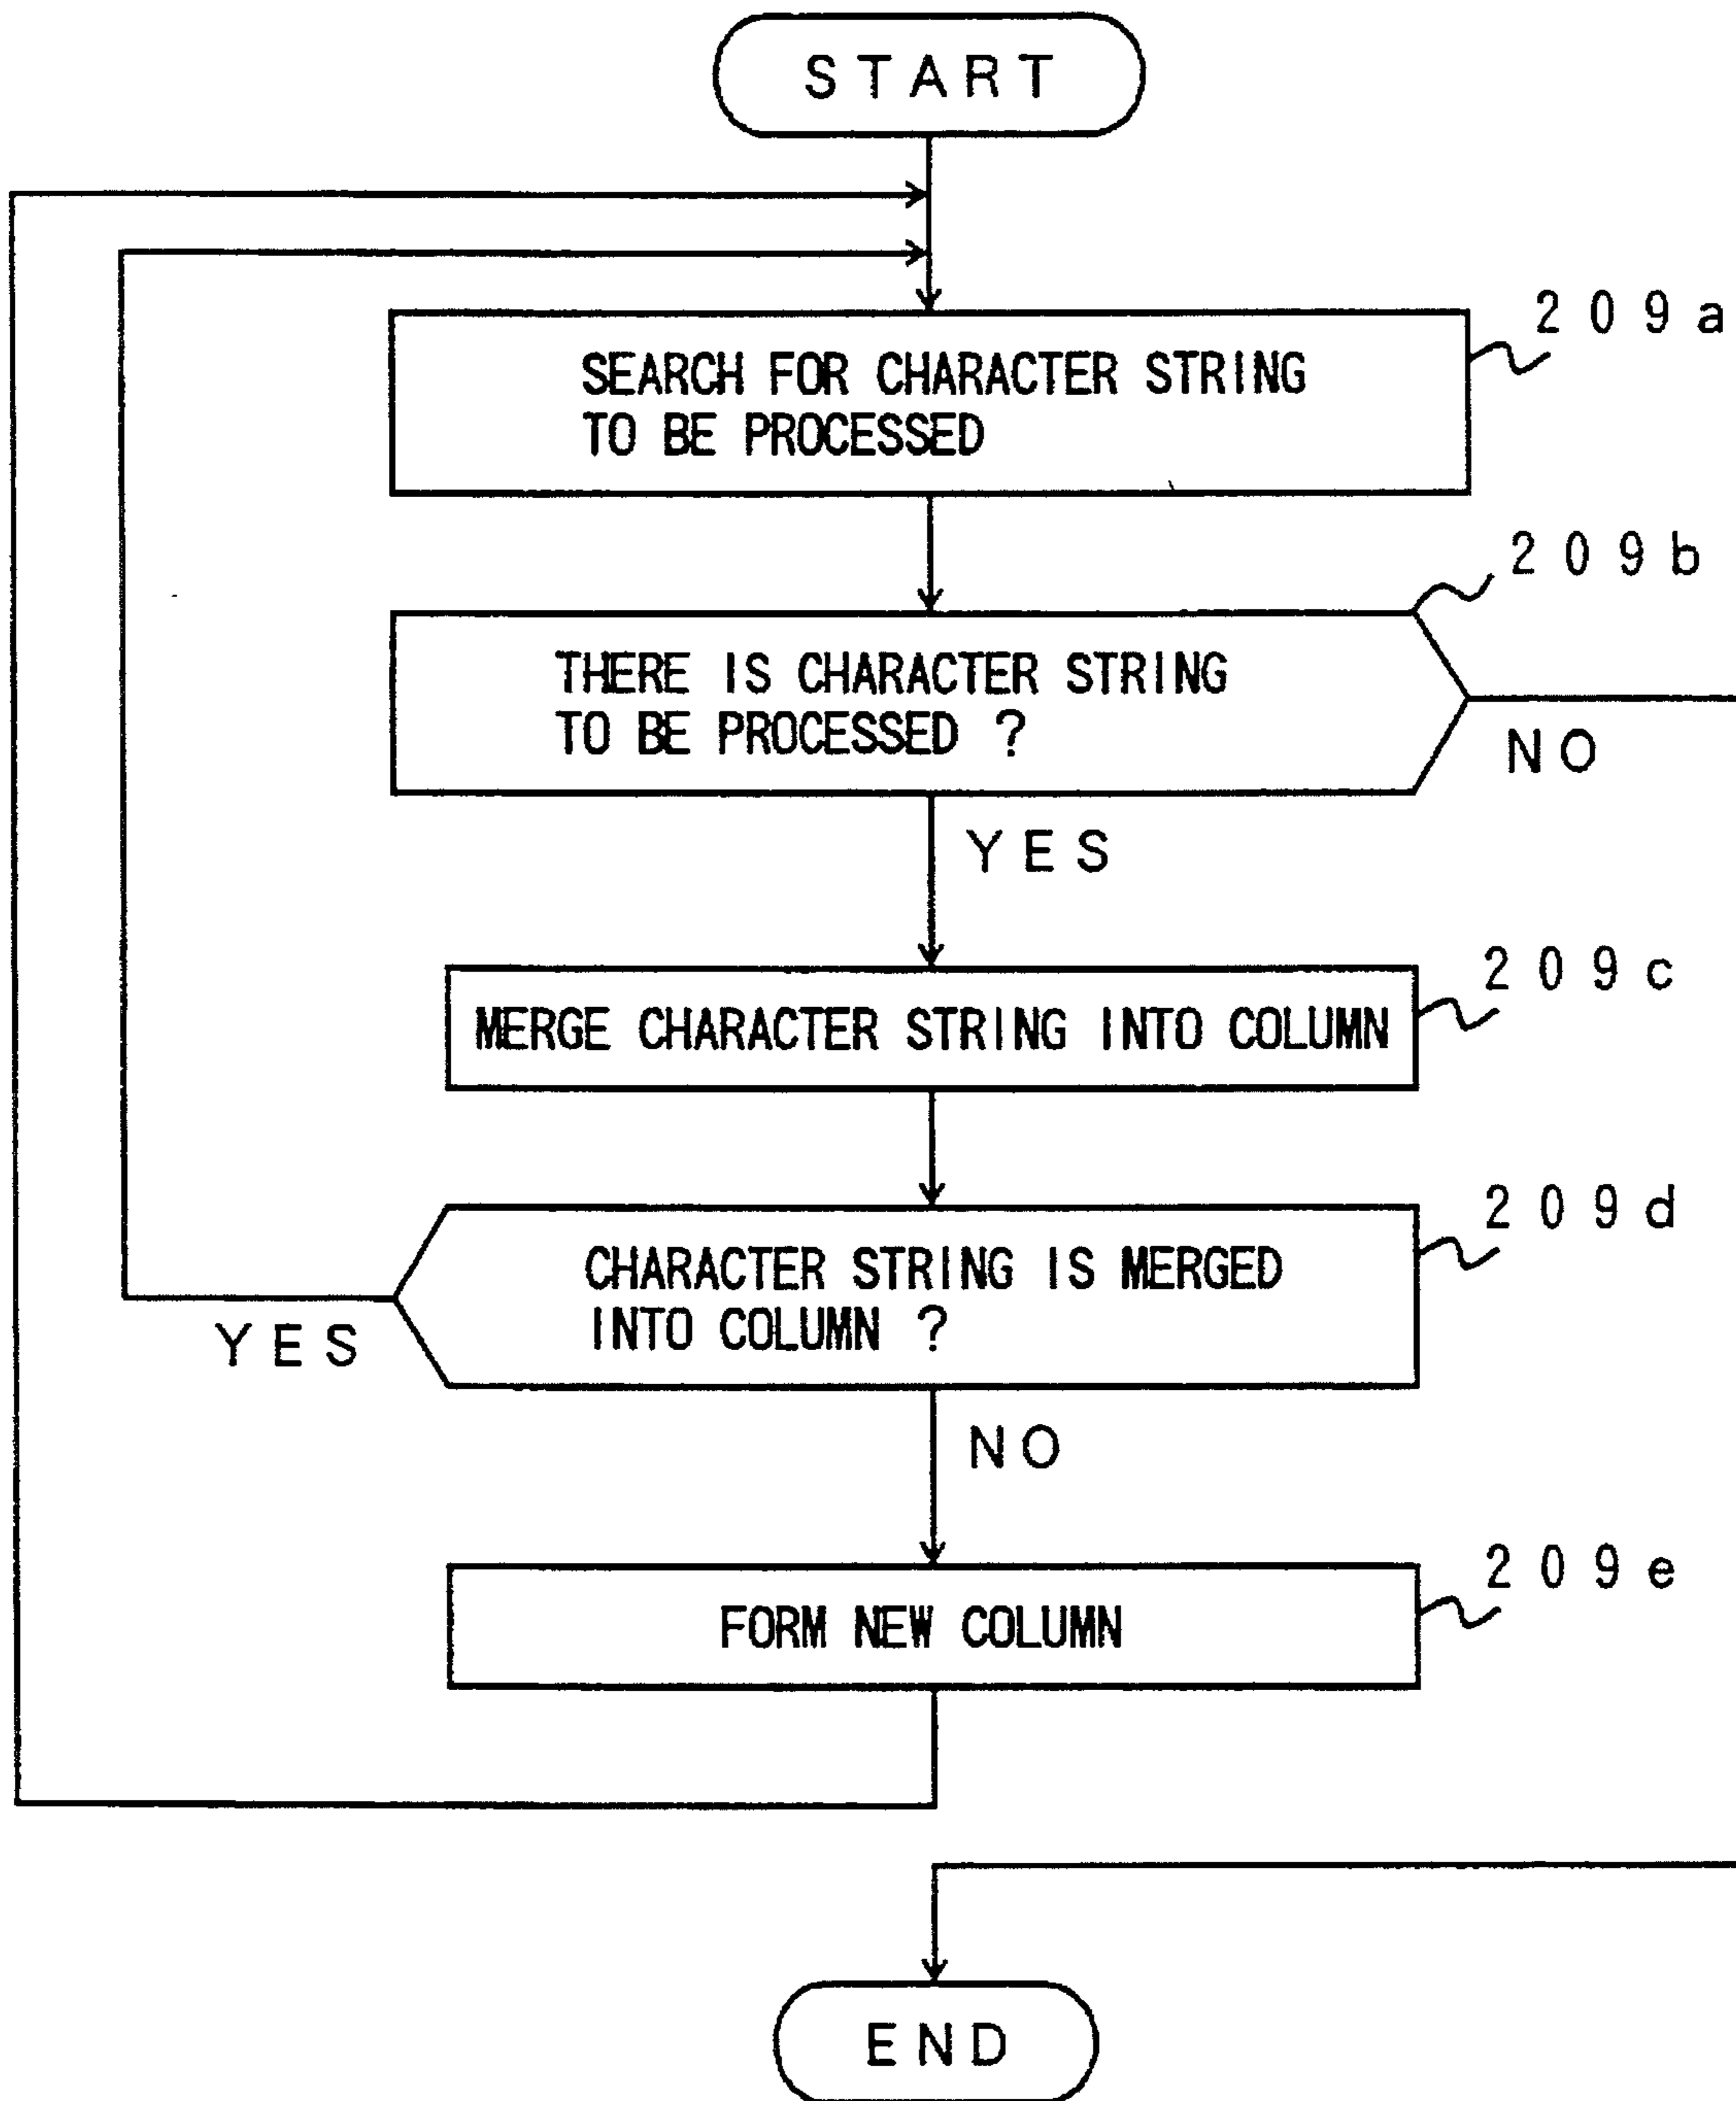 START
209a
SEARCH FOR CHARACTER STRING
TO BE PROCESSED
209b
THERE IS CHARACTER STRING
TO BE PROCESSED ?
NO
YES
209c
MERGE CHARACTER STRING INTO COLUMN
209d
CHARACTER STRING IS MERGED
INTO COLUMN ?
YES
NO
209e
FORM NEW COLUMN
END